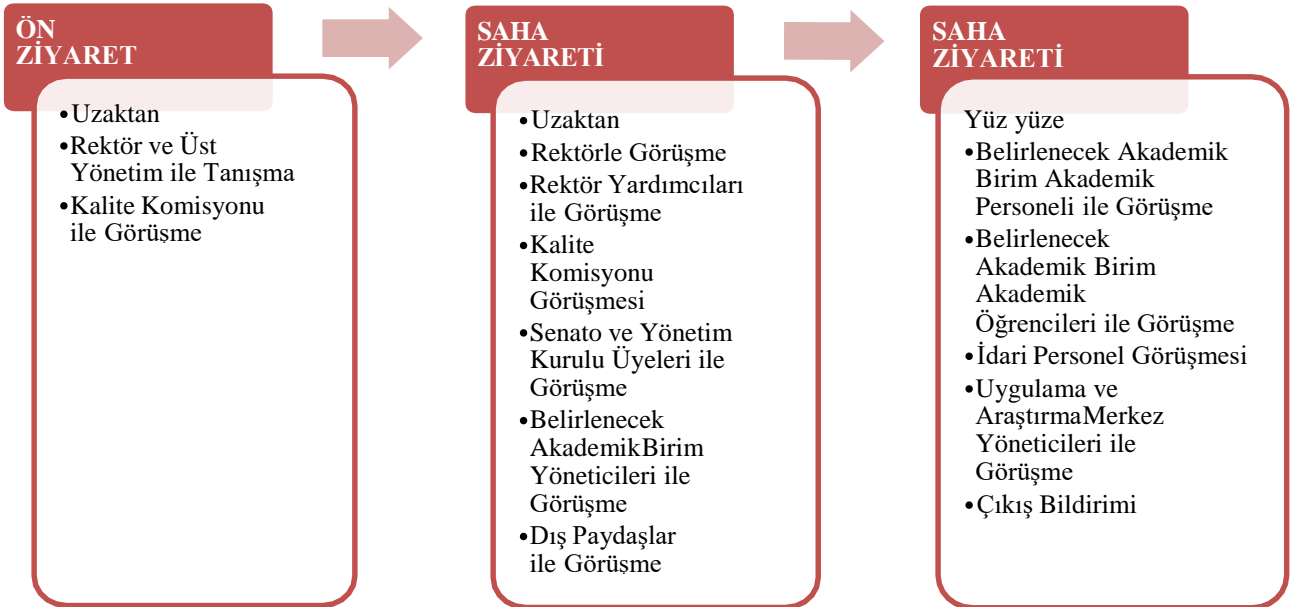 ÖN
ZİYARET
•Uzaktan
•Rektör ve Üst
Yönetim ile Tanışma
•Kalite Komisyonu
ile Görüşme
SAHA
ZİYARETİ
•Uzaktan
•Rektörle Görüşme
•Rektör Yardımcıları
ile Görüşme
•Kalite
Komisyonu
Görüşmesi
•Senato ve Yönetim
Kurulu Üyeleri ile
Görüşme
•Belirlenecek
AkademikBirim
Yöneticileri ile
Görüşme
•Dış Paydaşlar
ile Görüşme
SAHA
ZİYARETİ
Yüz yüze
•Belirlenecek Akademik
Birim Akademik
Personeli ile Görüşme
•Belirlenecek
Akademik Birim
Akademik
Öğrencileri ile Görüşme
•İdari Personel Görüşmesi
•Uygulama ve
AraştırmaMerkez
Yöneticileri ile
Görüşme
•Çıkış Bildirimi